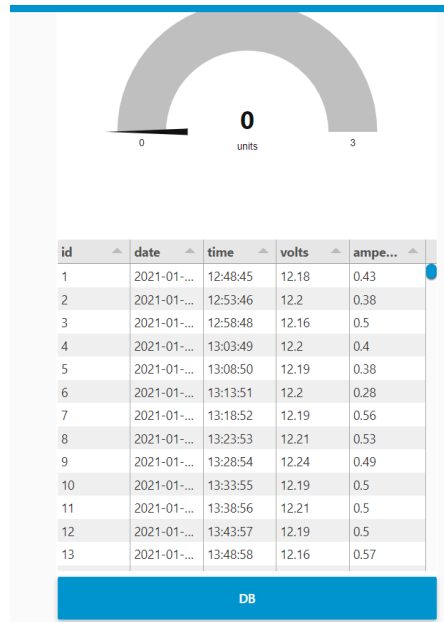 0
units
0 3
id date time volts ampe...
1 2021-01-... 12:48:45 12.18 0.43
2 2021-01-... 12:53:46 12.2 0.38
3 2021-01-... 12:58:48 12.16 0.5
4 2021-01-... 13:03:49 12.2 0.4
5 2021-01-... 13:08:50 12.19 0.38
6 2021-01-... 13:13:51 12.2 0.28
7 2021-01-... 13:18:52 12.19 0.56
8 2021-01-... 13:23:53 12.21 0.53
9 2021-01-... 13:28:54 12.24 0.49
10 2021-01-... 13:33:55 12.19 0.5
11 2021-01-... 13:38:56 12.21 0.5
12 2021-01-... 13:43:57 12.19 0.5
13 2021-01-... 13:48:58 12.16 0.57
DB